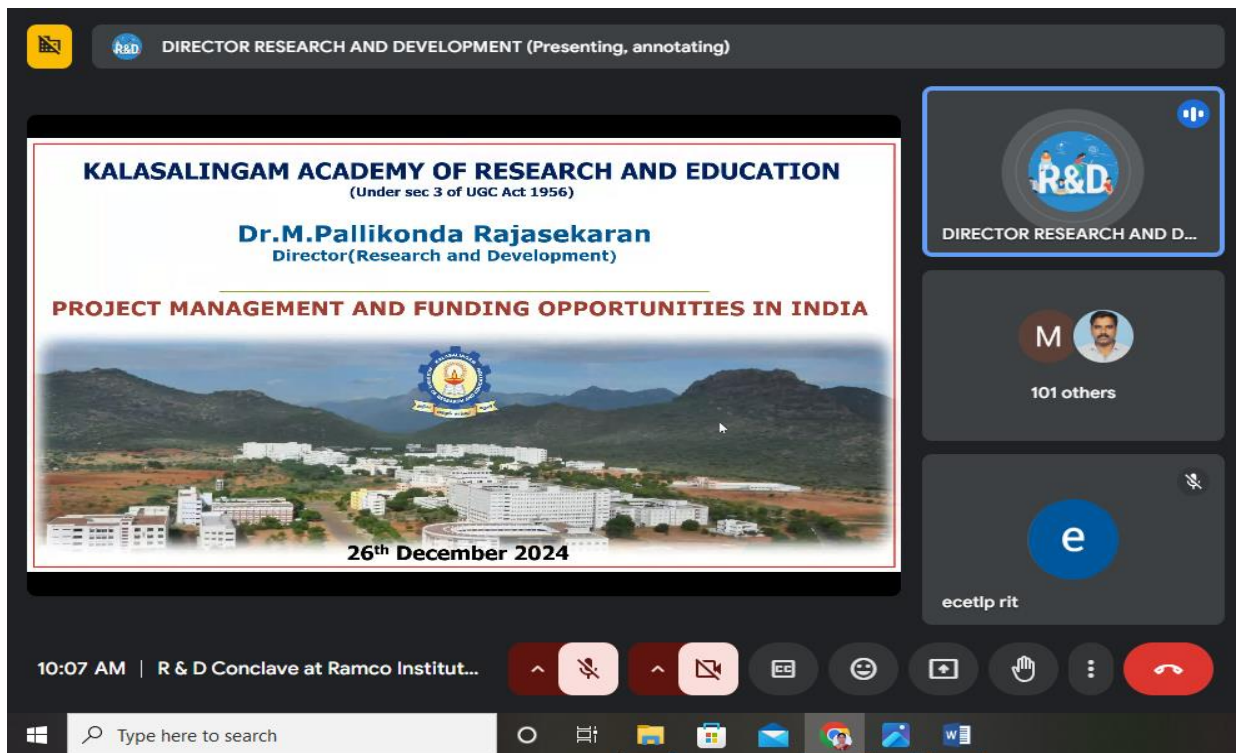 R&D
DIRECTOR RESEARCH AND DEVELOPMENT (Presenting, annotating)
KALASALINGAM ACADEMY OF RESEARCH AND EDUCATION
(Under sec 3 of UGC Act 1956)
Dr.M.Pallikonda Rajasekaran
Director(Research and Development)
PROJECT MANAGEMENT AND FUNDING OPPORTUNITIES IN INDIA
26th December 2024
R&D
DIRECTOR RESEARCH AND D...
M
101 others
e
ecetlp rit
10:07 AM | R & D Conclave at Ramco Institut...
CC
Type here to search
W